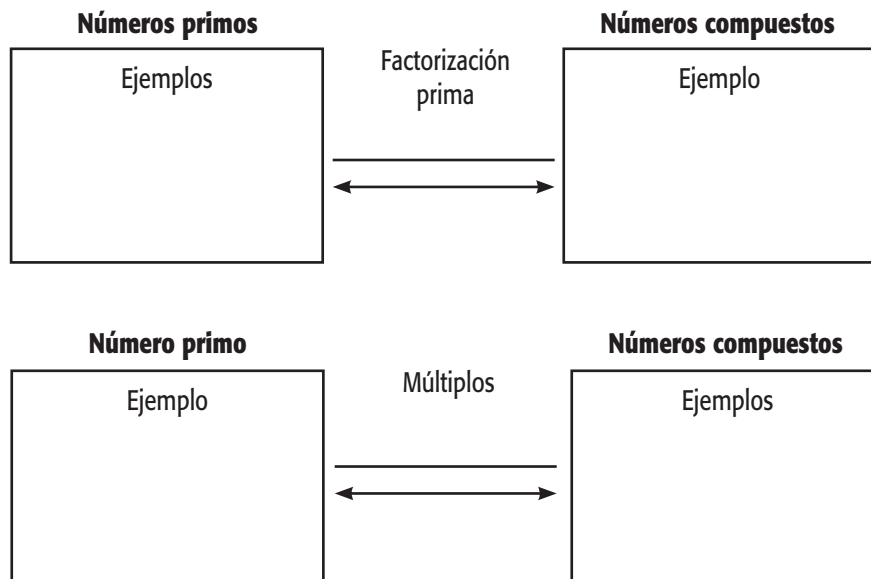 Números primos
Números compuestos
Ejemplos
Factorización
prima
Ejemplo
Número primo
Números compuestos
Ejemplo
Múltiplos
Ejemplos